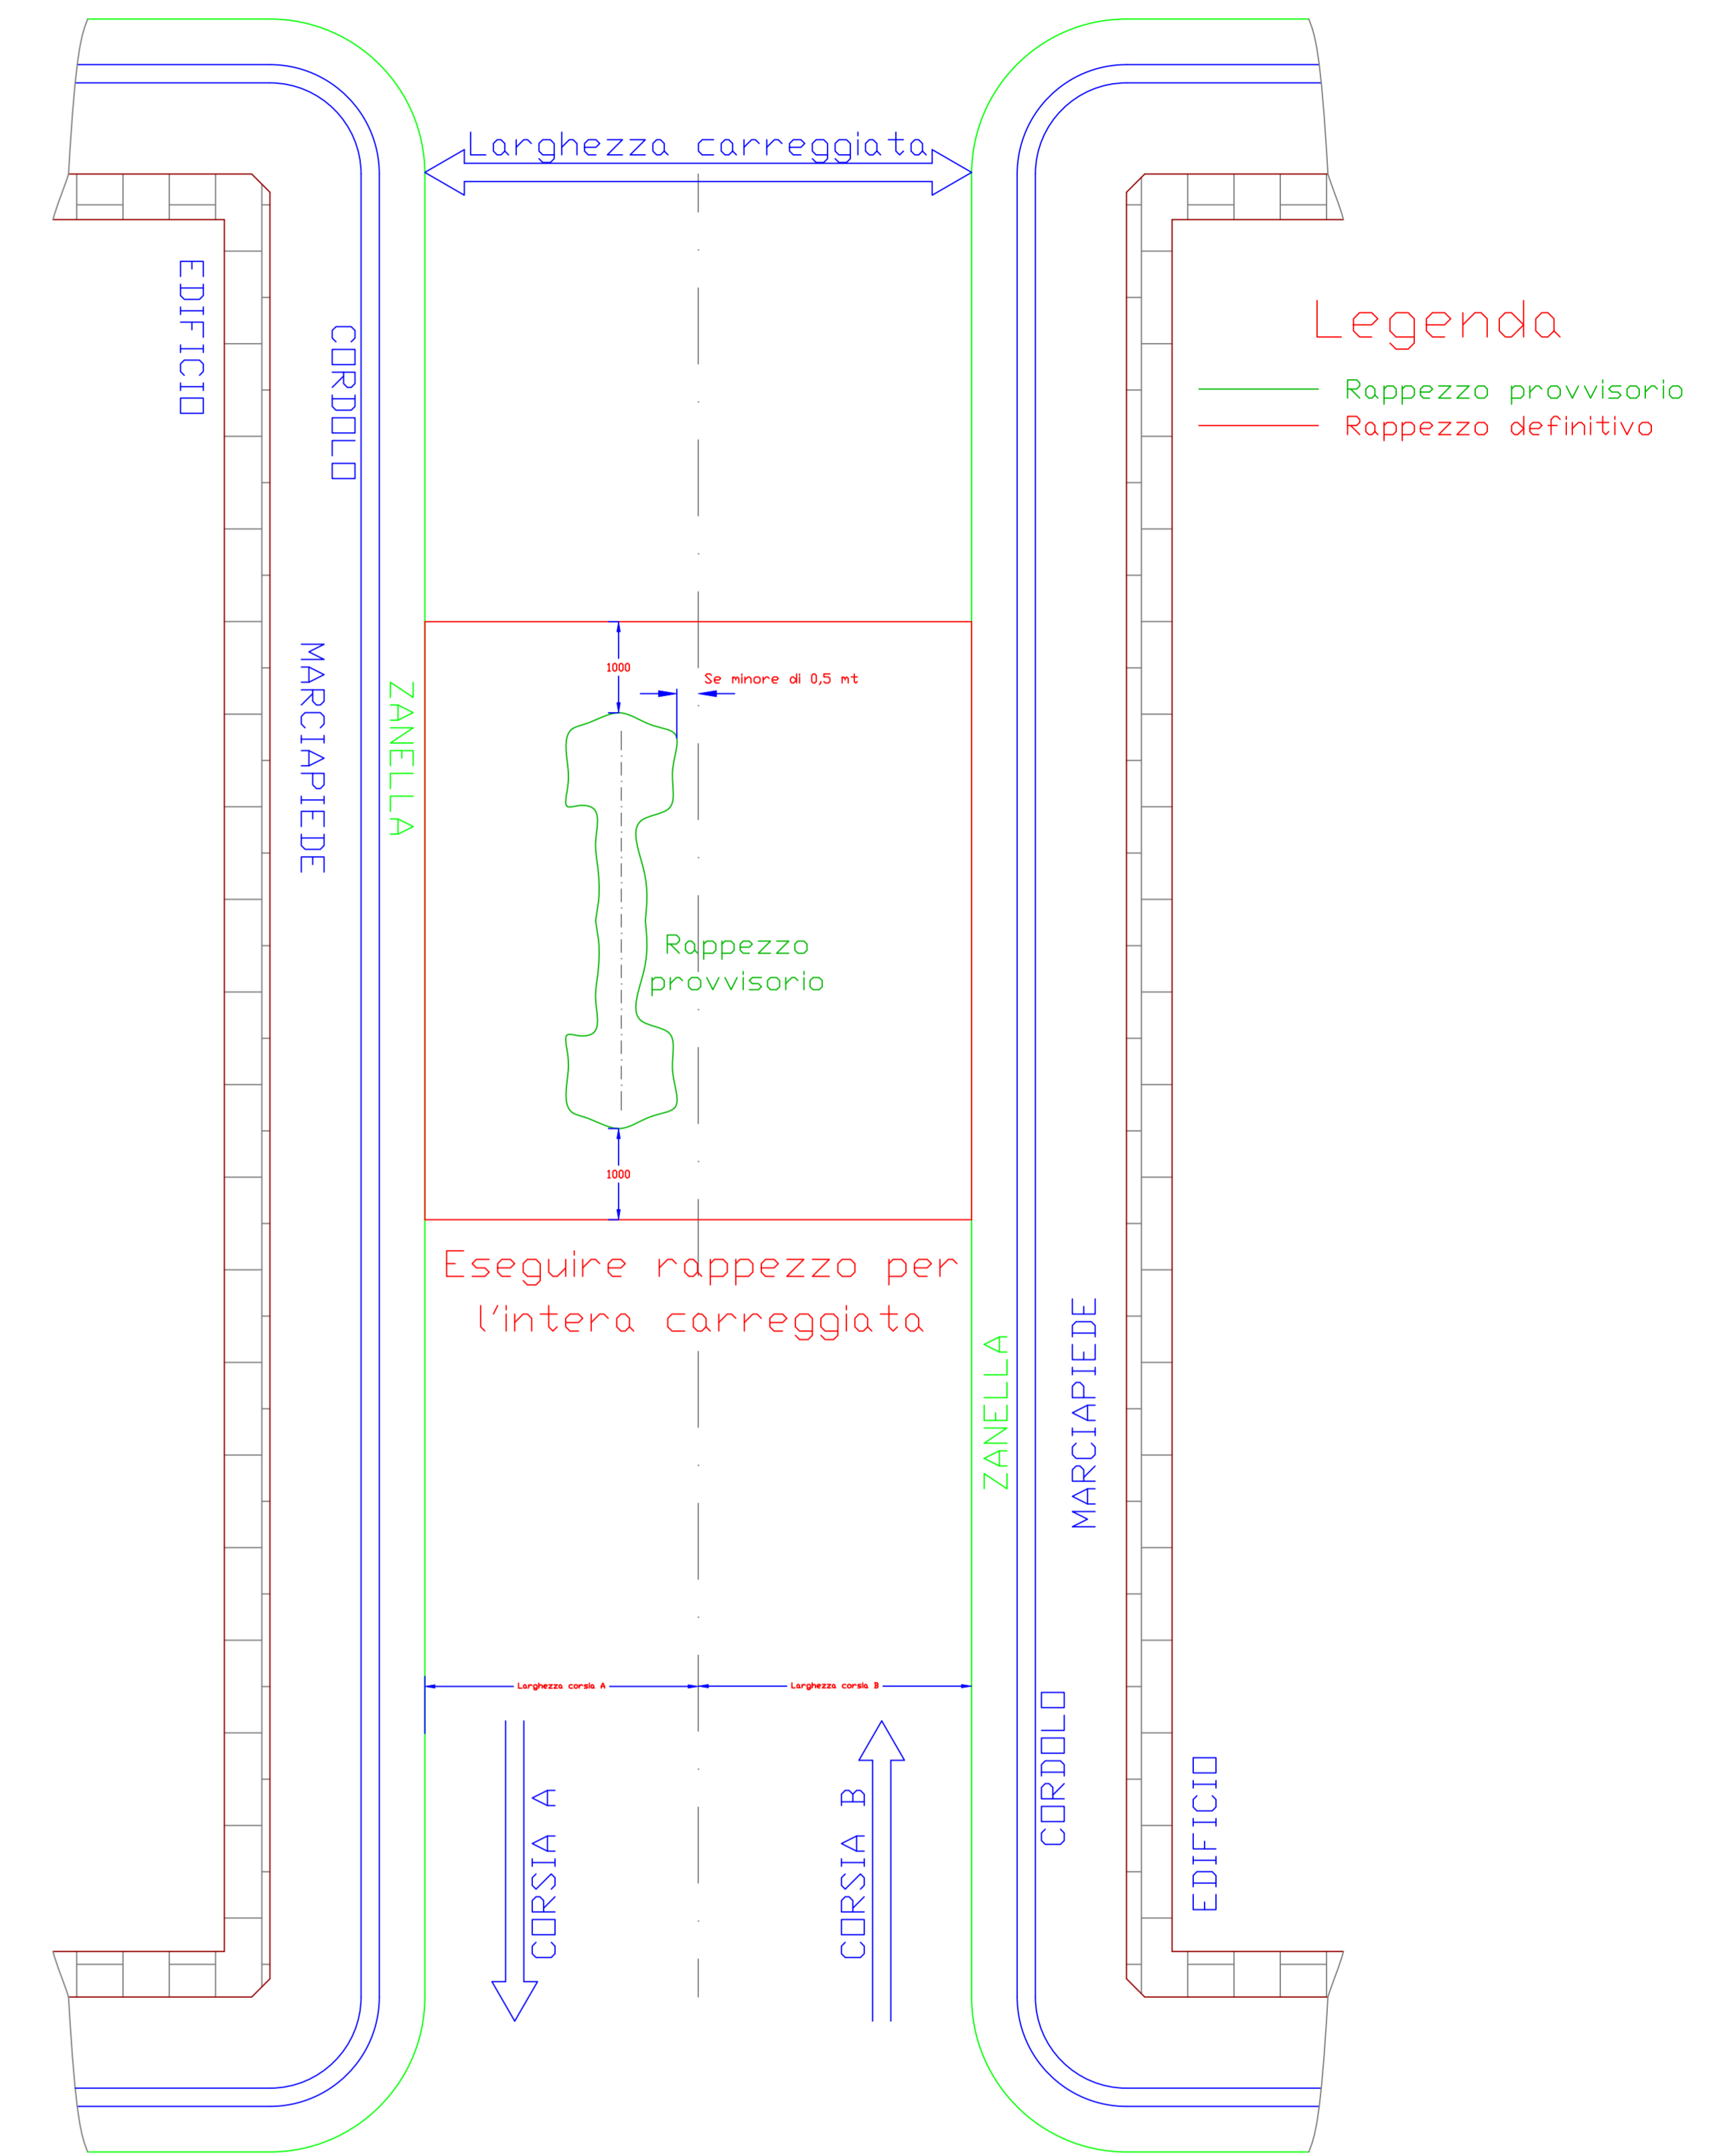 Larghezza carreggiata
EDIFICIO
CORDOLO
Legenda
Rappezzo provvisorio
Rappezzo definitivo
MARCIAPIEDE
ZANELLA
1000
Se minore di 0,5 mt
Rappezzo
provvisorio
1000
Eseguire rappezzo per
l'intera carreggiata
ZANELLA
MARCIAPIEDE
Larghezza corsia A
Larghezza corsia B
CORSIA A
CORSIA B
CORDOLO
EDIFICIO